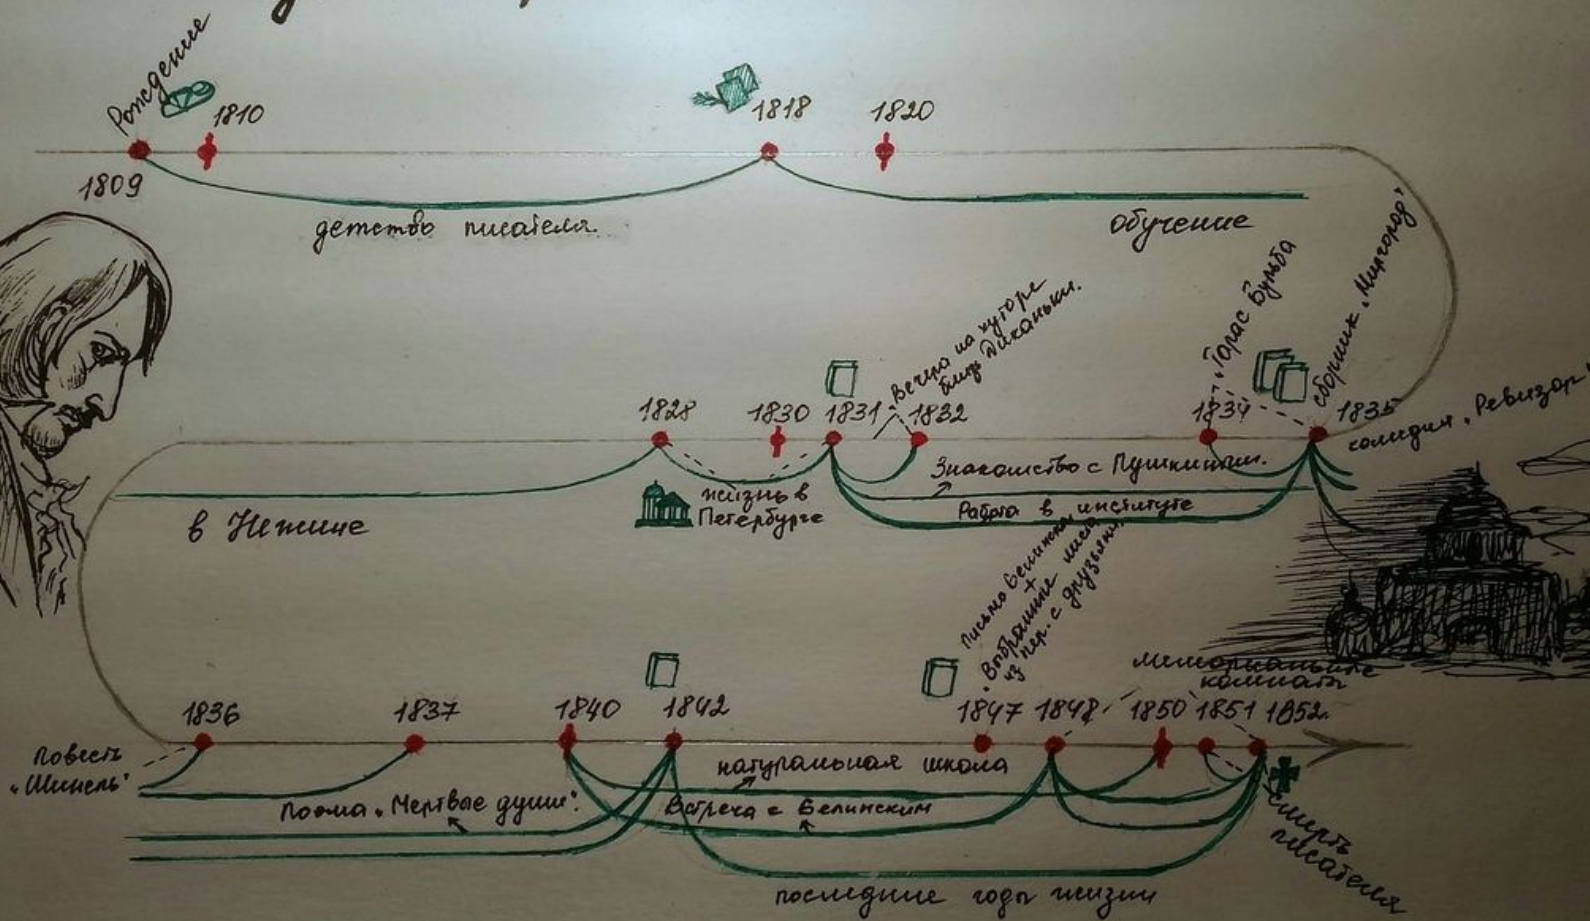 Рождение
1810
1818
1820
1809
детство писателя.
обучение
"Вечера на хуторе
близ Диканьки.
"Тарас Бульба
сборник "Миргород"
1828
1830
1831
1832
1834
1835
комедия "Ревизор"
Знакомство с Пушкиным.
жизнь в
Петербурге
Работа в институте
в Нежине
Письмо Белинского
+
"Выбранные места
из пер. с друзьями"
Мемориальные
комнаты
1836
1837
1840
1842
1847
1848
1850
1851
1852.
Повесть
"Шинель"
натуральная школа
Поэма "Мертвые души".
Встреча с Белинским
смерть
писателя
последние годы жизни